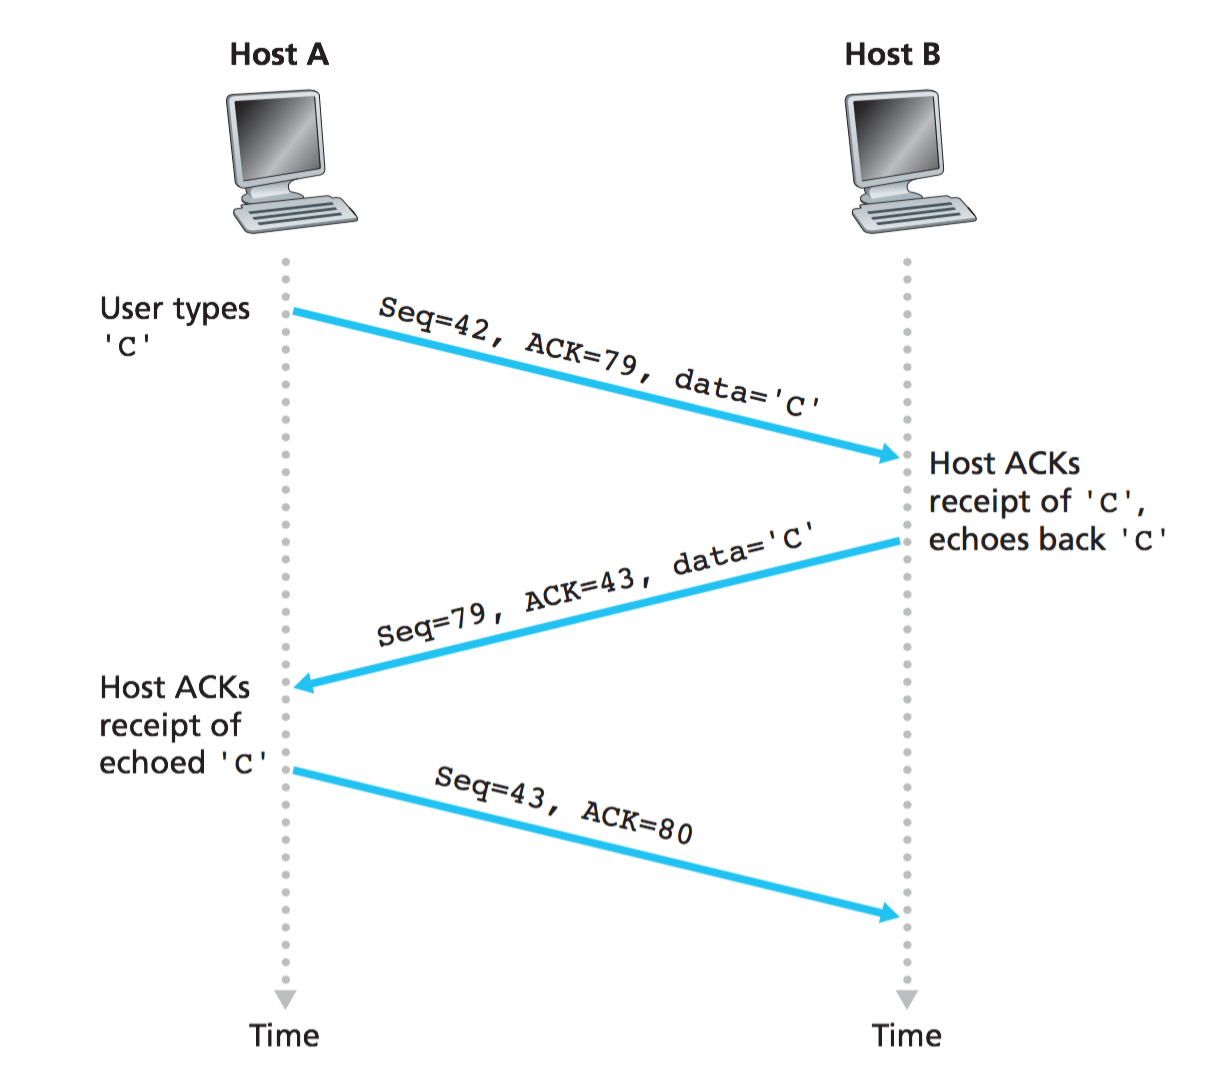 Host A
Host B
User types
'C'
Seq=42, ACK=79, data='C'
Host ACKs
receipt of 'C',
echoes back 'C'
Seq=79, ACK=43, data='C'
Host ACKs
receipt of
echoed 'C'
Seq=43, ACK=80
Time
Time